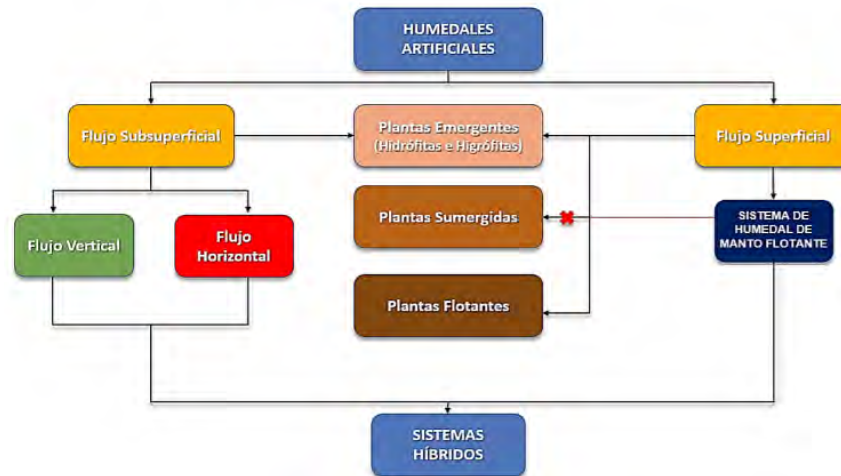 HUMEDALES
ARTIFICIALES
Flujo Subsuperficial
Plantas Emergentes
(Hidrófitas e Higrófitas)
Flujo Superficial
Plantas Sumergidas
SISTEMA DE
HUMEDAL DE
MANTO FLOTANTE
Flujo Vertical
Flujo
Horizontal
Plantas Flotantes
SISTEMAS
HÍBRIDOS